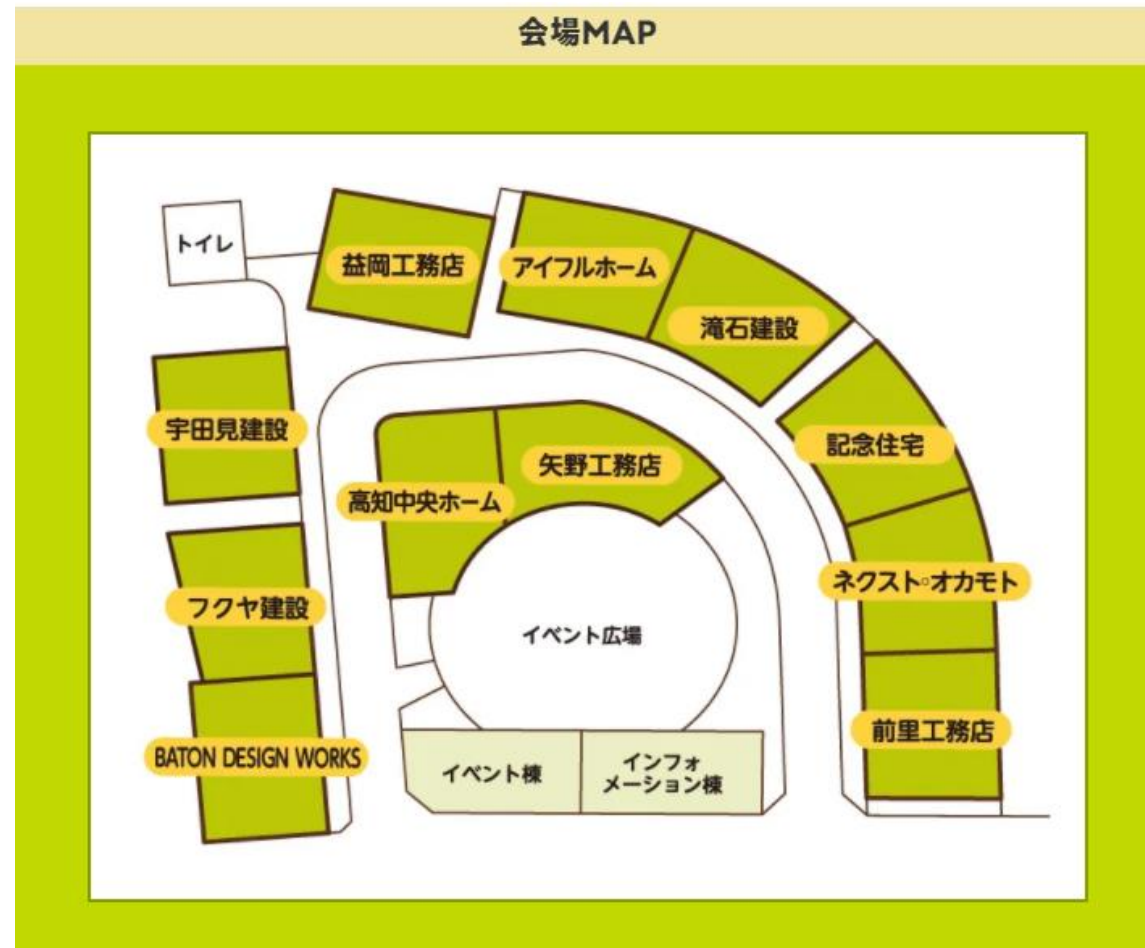 会場MAP
トイレ
益岡工務店
アイフルホーム
滝石建設
宇田見建設
矢野工務店
記念住宅
高知中央ホーム
フクヤ建設
ネクスト・オカモト
イベント広場
前里工務店
BATON DESIGN WORKS
イベント棟
インフォ
メーション棟